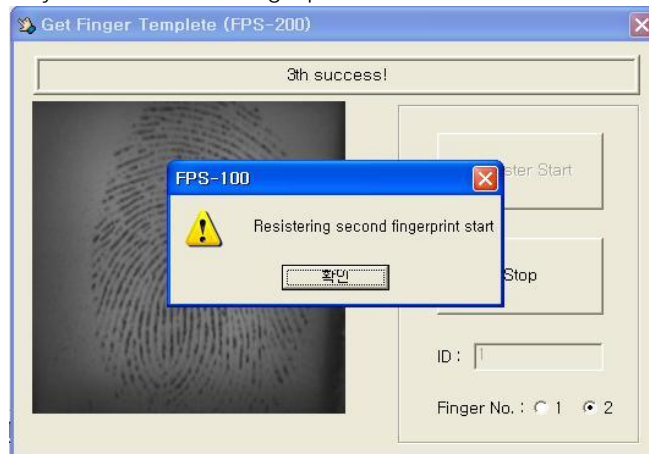 Get Finger Templete (FPS-200)
3th success!
FPS-100
ster Start
Resistering second fingerprint start
확인
Stop
ID : 1
Finger No. : 1 2